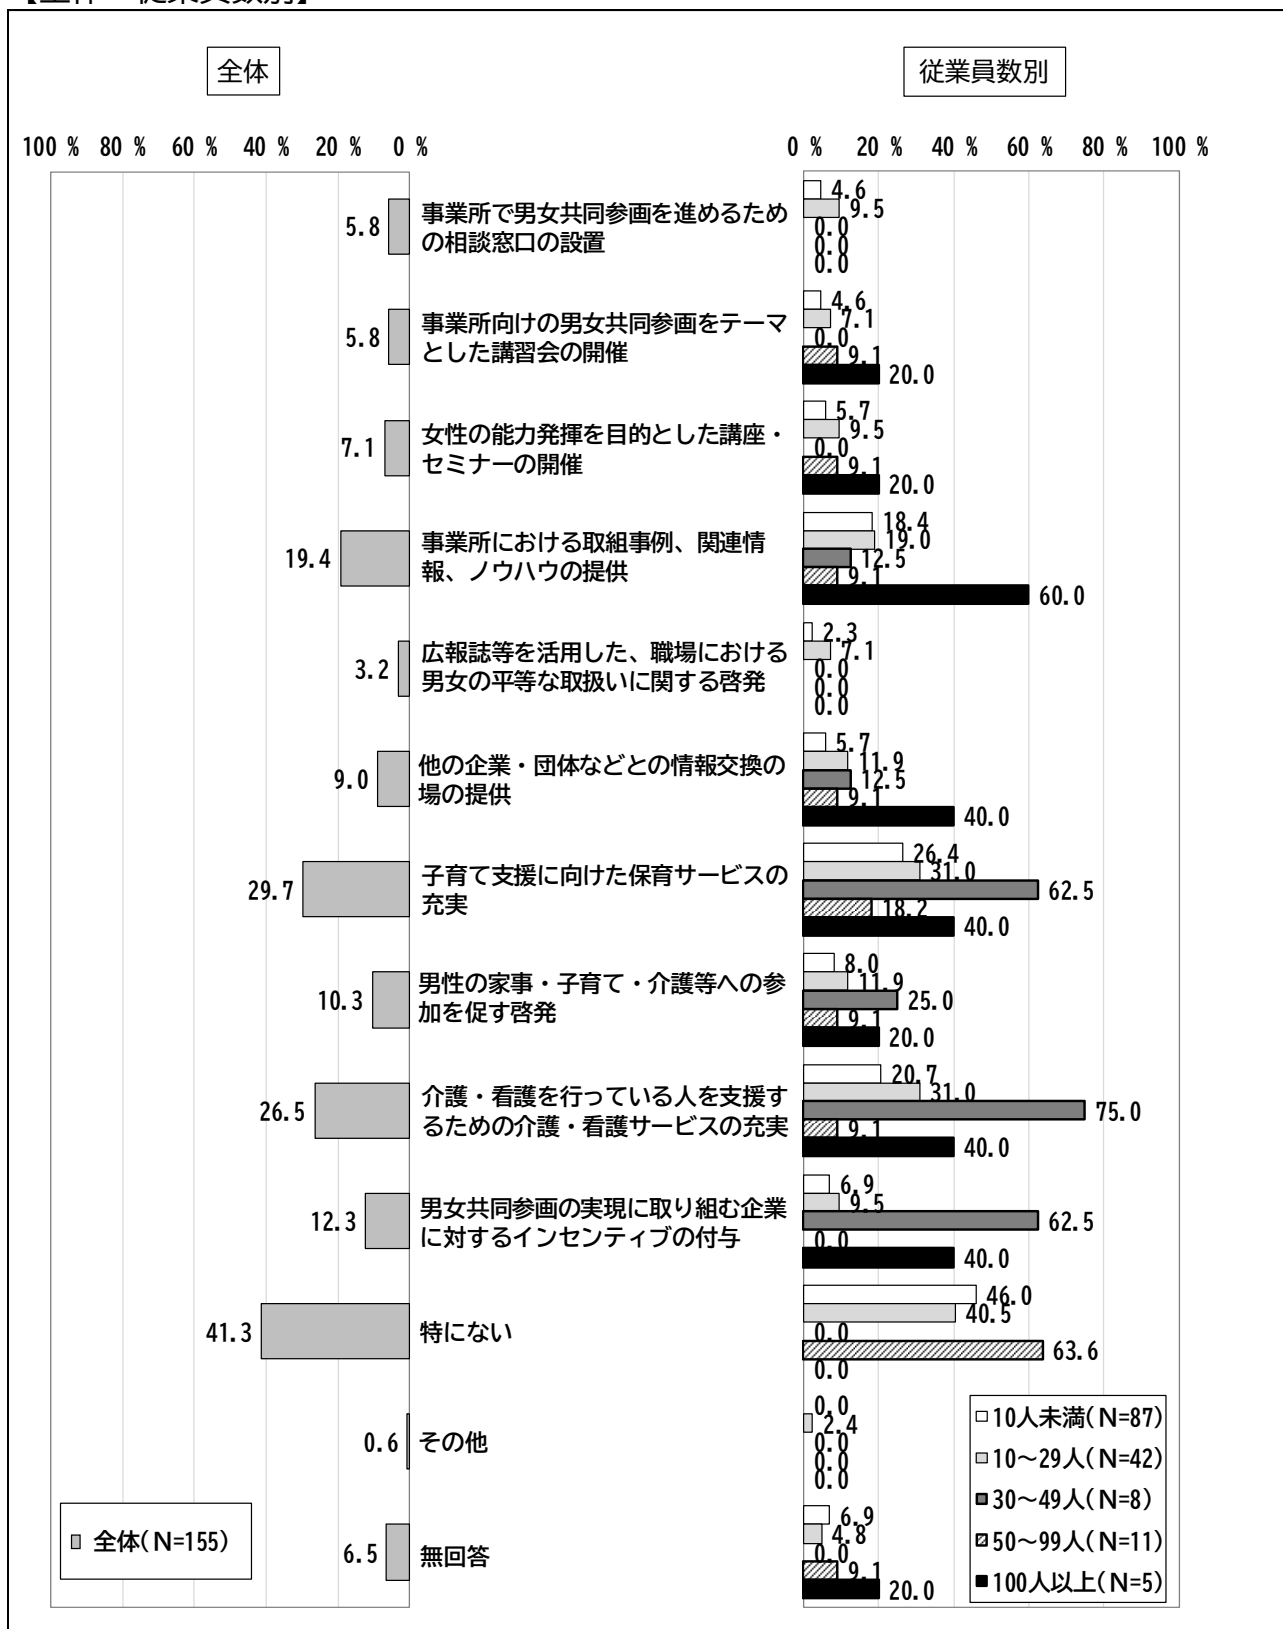 全体
従業員数別
100 % 80 % 60 % 40 % 20 % 0 %
0 % 20 % 40 % 60 % 80 % 100 %
5.8
事業所で男女共同参画を進めるため
の相談窓口の設置
4.6
9.5
0.0
0.0
0.0
5.8
事業所向けの男女共同参画をテーマ
とした講習会の開催
4.6
7.1
0.0
9.1
20.0
7.1
女性の能力発揮を目的とした講座・
セミナーの開催
5.7
9.5
0.0
9.1
20.0
19.4
事業所における取組事例、関連情
報、ノウハウの提供
18.4
19.0
12.5
9.1
60.0
3.2
広報誌等を活用した、職場における
男女の平等な取扱いに関する啓発
2.3
7.1
0.0
0.0
0.0
9.0
他の企業・団体などとの情報交換の
場の提供
5.7
11.9
12.5
9.1
40.0
29.7
子育て支援に向けた保育サービスの
充実
26.4
31.0
62.5
18.2
40.0
10.3
男性の家事・子育て・介護等への参
加を促す啓発
8.0
11.9
25.0
9.1
20.0
26.5
介護・看護を行っている人を支援す
るための介護・看護サービスの充実
20.7
31.0
75.0
9.1
40.0
12.3
男女共同参画の実現に取り組む企業
に対するインセンティブの付与
6.9
9.5
62.5
0.0
40.0
41.3
特にない
46.0
40.5
0.0
63.6
0.0
0.6
その他
0.0
2.4
0.0
0.0
0.0
6.5
無回答
6.9
4.8
0.0
9.1
20.0
全体(N=155)
10人未満(N=87)
10～29人(N=42)
30～49人(N=8)
50～99人(N=11)
100人以上(N=5)